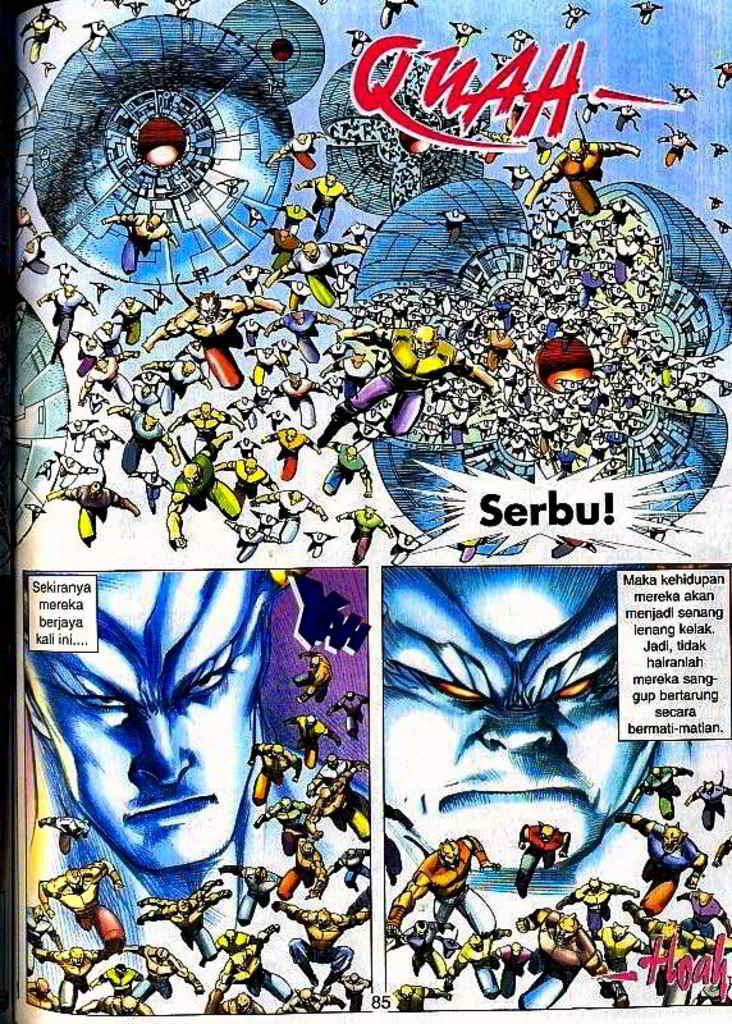 QUAH
Serbu!
Sekiranya
mereka
berjaya
kali ini....
YAH
Maka kehidupan
mereka akan
menjadi senang
lenang kelak.
Jadi, tidak
hairanlah
mereka sang-
gup bertarung
secara
bermati-matian.
Hoah
85